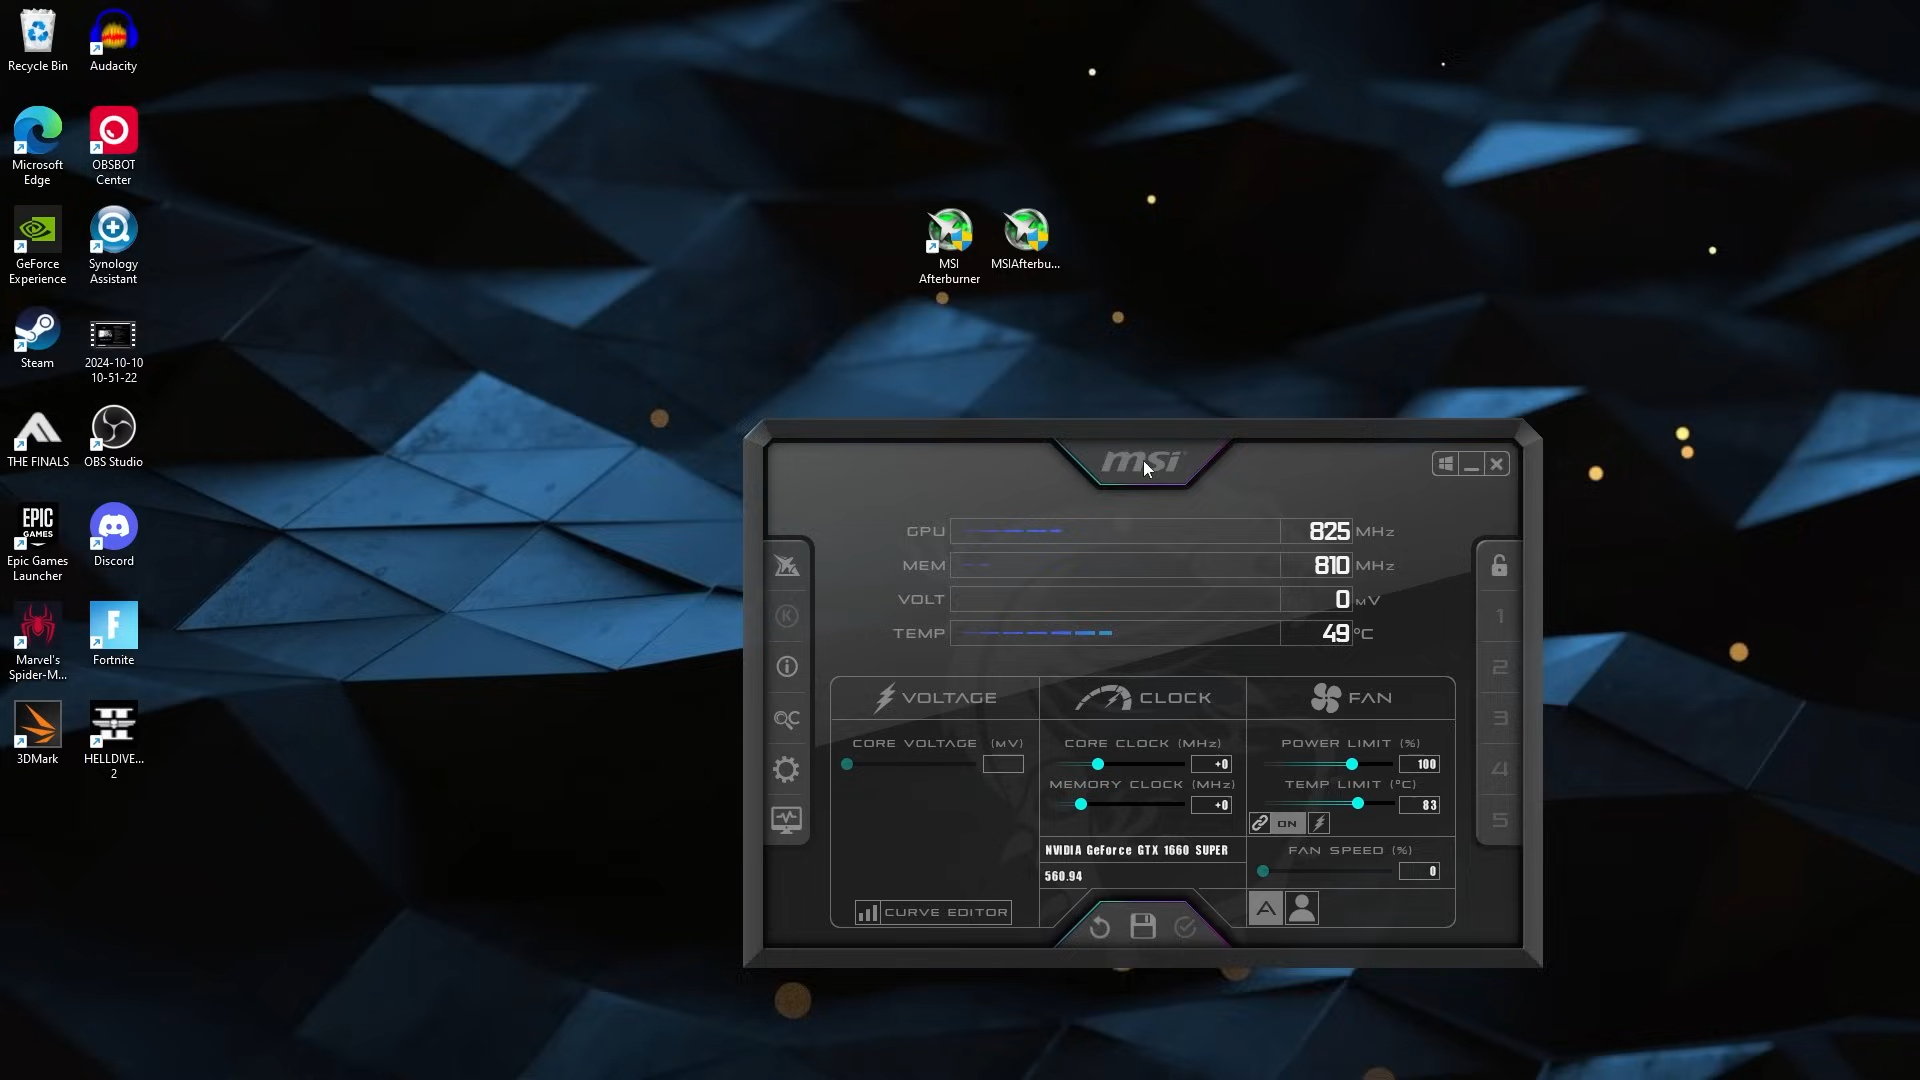 Recycle Bin
Audacity
Microsoft
Edge
OBSBOT
Center
GeForce
Experience
Synology
Assistant
Steam
2024-10-10
10-51-22
THE FINALS
OBS Studio
EPIC
GAMES
Epic Games
Launcher
Discord
Marvel's
Spider-M...
F
Fortnite
3DMark
HELLDIVE...
2
MSI
Afterburner
MSIAfterbu...
msi
GPU 825 MHz
MEM 810 MHz
VOLT 0 mV
TEMP 49 °C
K
i
OC
1
2
3
4
5
VOLTAGE
CORE VOLTAGE (MV)
CURVE EDITOR
CLOCK
CORE CLOCK (MHz)
+0
MEMORY CLOCK (MHz)
+0
NVIDIA GeForce GTX 1660 SUPER
560.94
FAN
POWER LIMIT (%)
100
TEMP LIMIT (°C)
83
ON
FAN SPEED (%)
0
A